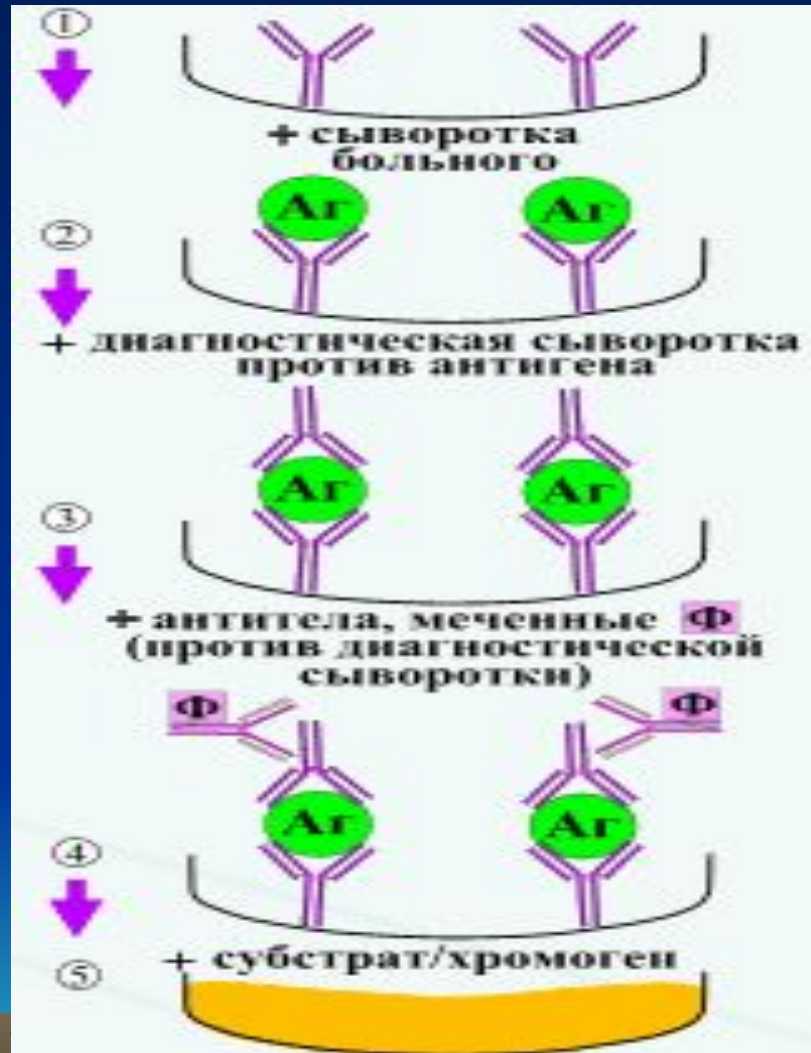 ①
+ сыворотка
больного
Аг Аг
②
+ диагностическая сыворотка
против антигена
Аг Аг
③
+ антитела, меченные Ф
(против диагностической
сыворотки)
Ф Ф
Аг Аг
④
+ субстрат/хромоген
⑤